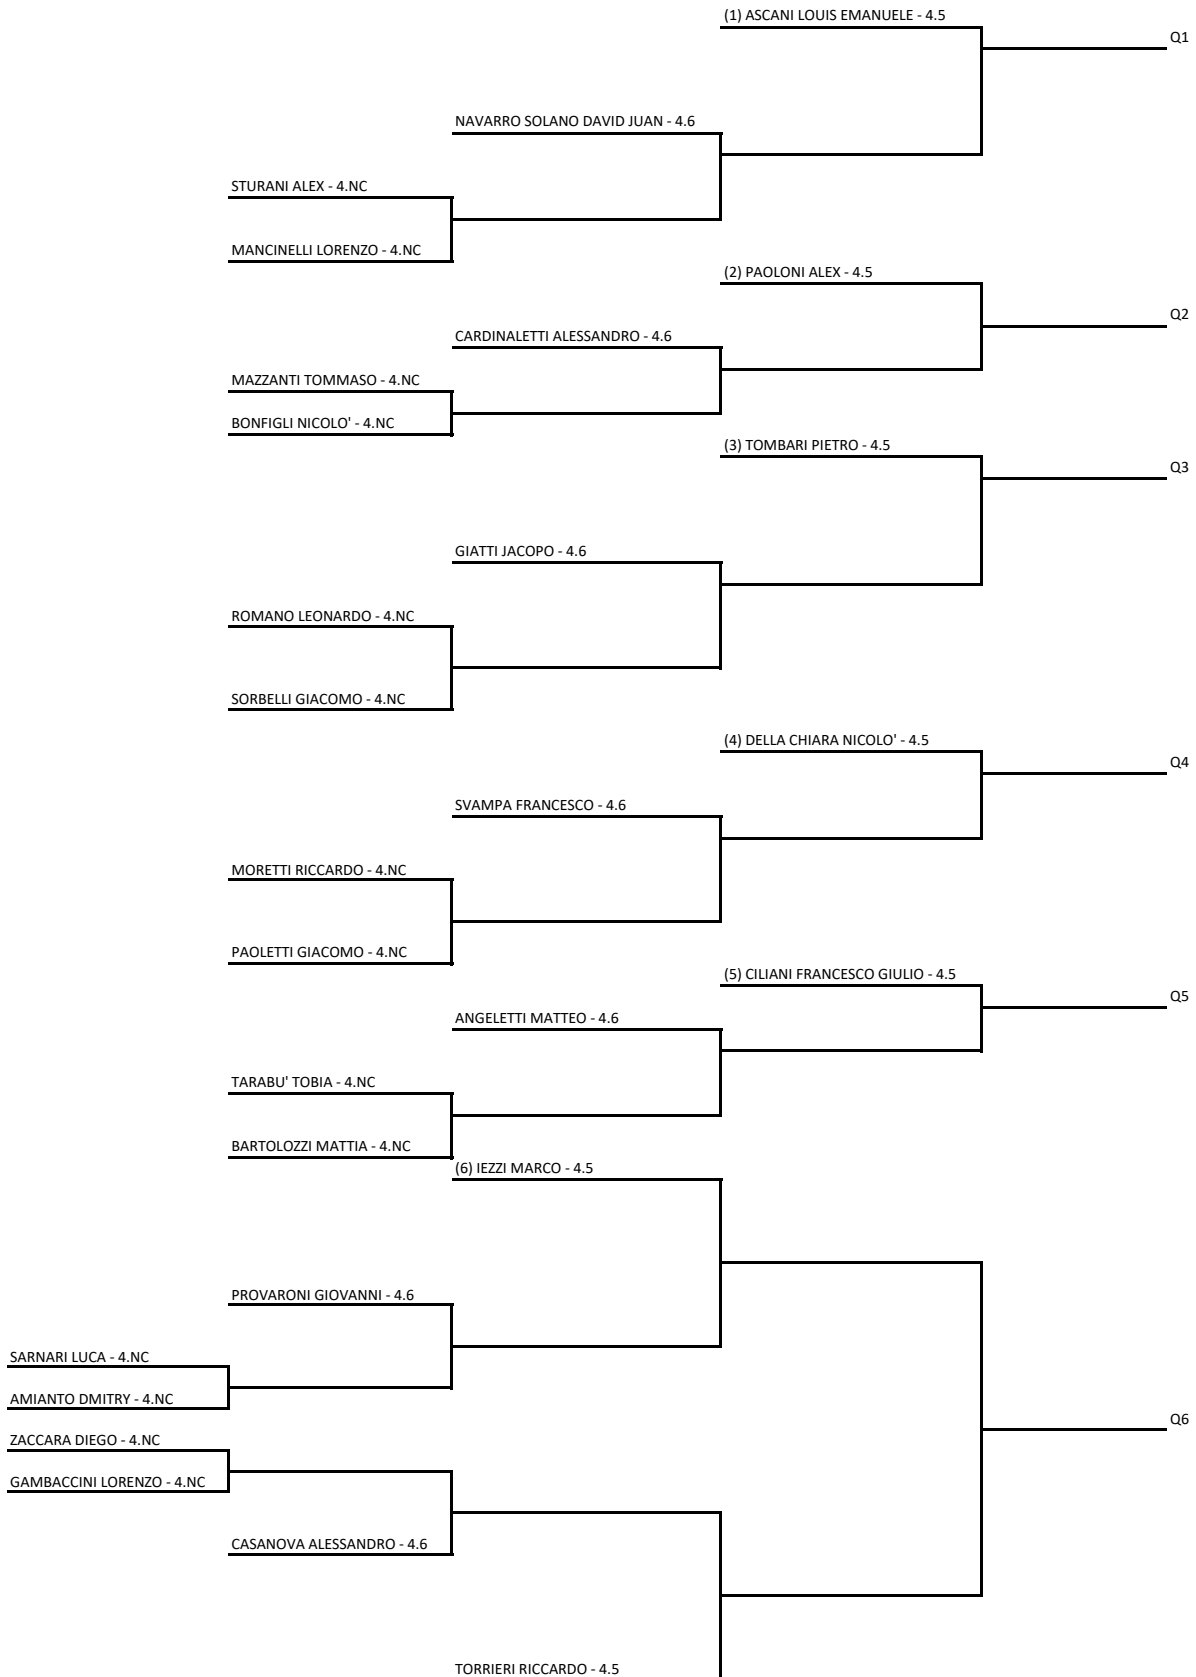 (1) ASCANI LOUIS EMANUELE - 4.5
Q1
NAVARRO SOLANO DAVID JUAN - 4.6
STURANI ALEX - 4.NC
MANCINELLI LORENZO - 4.NC
(2) PAOLONI ALEX - 4.5
Q2
CARDINALETTI ALESSANDRO - 4.6
MAZZANTI TOMMASO - 4.NC
BONFIGLI NICOLO' - 4.NC
(3) TOMBARI PIETRO - 4.5
Q3
GIATTI JACOPO - 4.6
ROMANO LEONARDO - 4.NC
SORBELLI GIACOMO - 4.NC
(4) DELLA CHIARA NICOLO' - 4.5
Q4
SVAMPA FRANCESCO - 4.6
MORETTI RICCARDO - 4.NC
PAOLETTI GIACOMO - 4.NC
(5) CILIANI FRANCESCO GIULIO - 4.5
Q5
ANGELETTI MATTEO - 4.6
TARABU' TOBIA - 4.NC
BARTOLOZZI MATTIA - 4.NC
(6) IEZZI MARCO - 4.5
PROVARONI GIOVANNI - 4.6
SARNARI LUCA - 4.NC
AMIANTO DMITRY - 4.NC
Q6
ZACCARA DIEGO - 4.NC
GAMBACCINI LORENZO - 4.NC
CASANOVA ALESSANDRO - 4.6
TORRIERI RICCARDO - 4.5